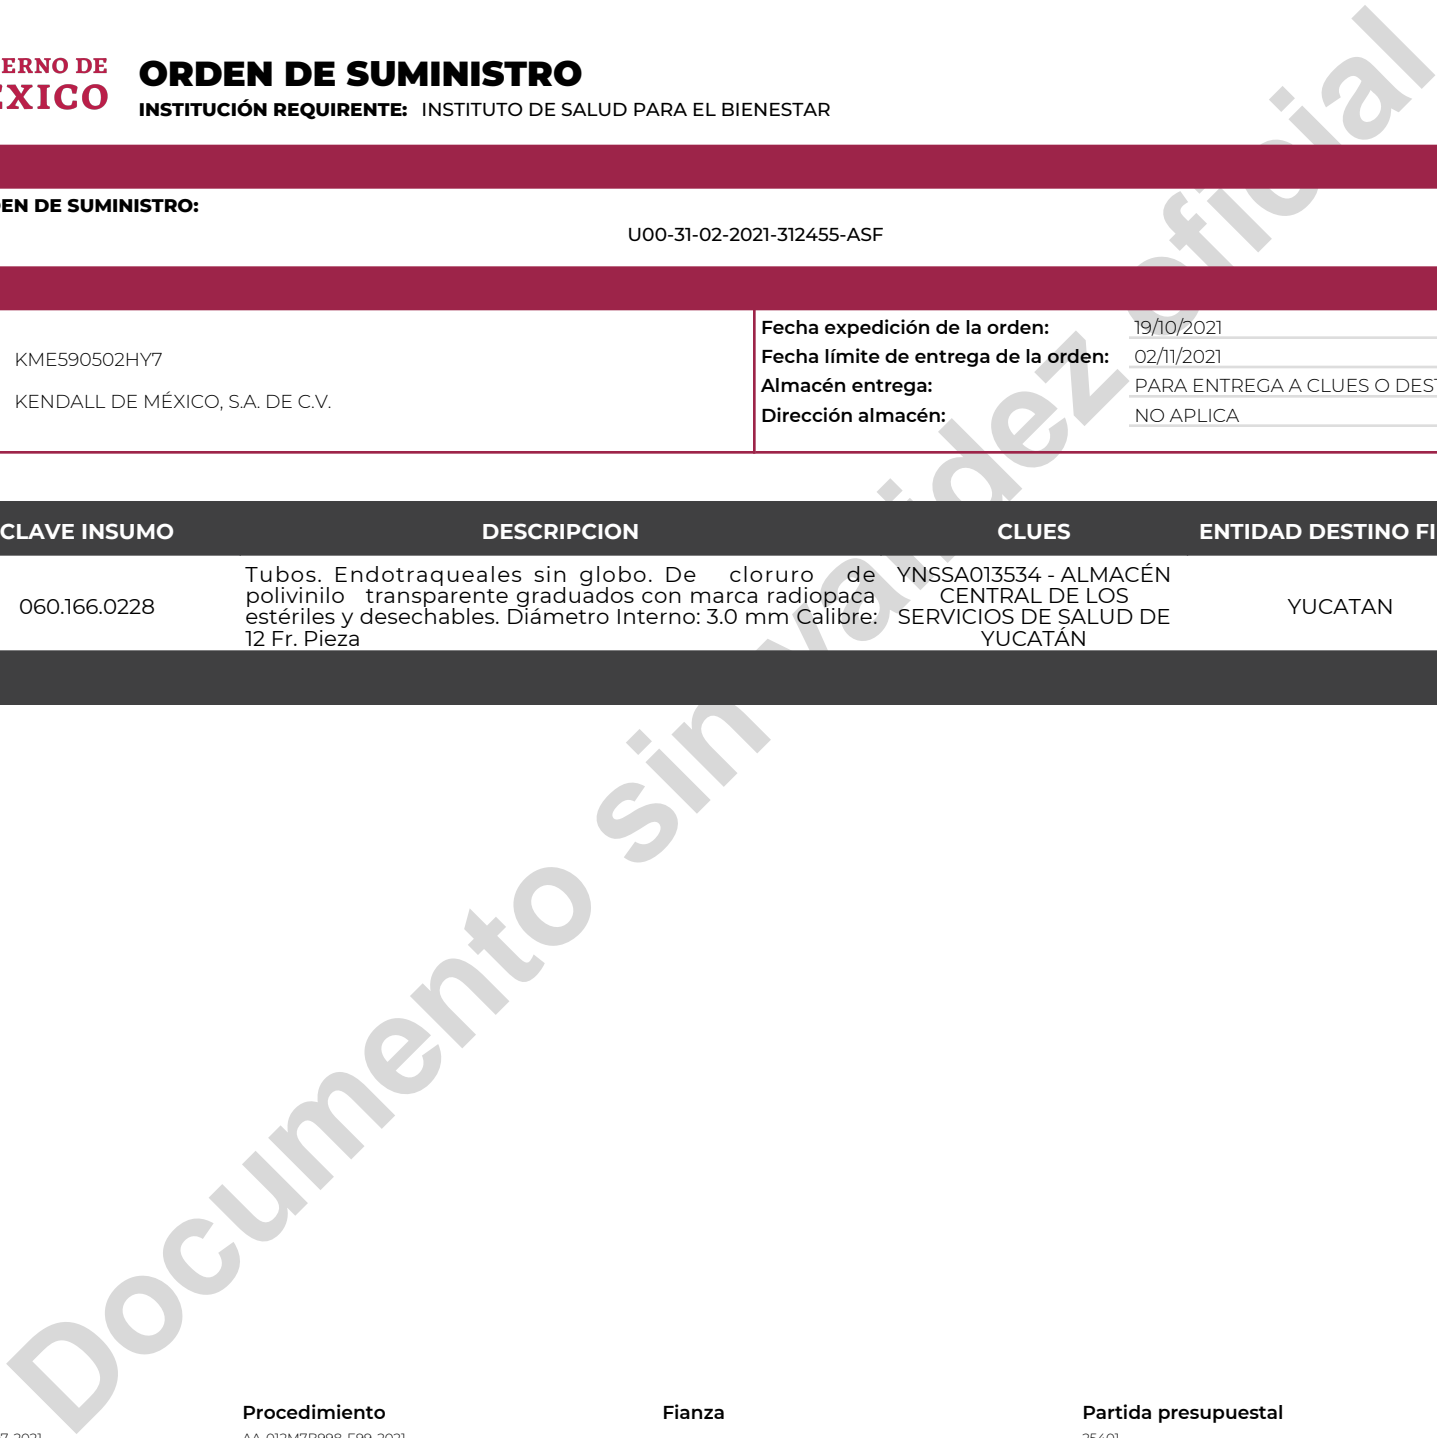 ERNO DE
ÉXICO
ORDEN DE SUMINISTRO
INSTITUCIÓN REQUIRENTE: INSTITUTO DE SALUD PARA EL BIENESTAR
EN DE SUMINISTRO:
U00-31-02-2021-312455-ASF
KME590502HY7
KENDALL DE MÉXICO, S.A. DE C.V.
Fecha expedición de la orden: 19/10/2021
Fecha límite de entrega de la orden: 02/11/2021
Almacén entrega: PARA ENTREGA A CLUES O DEST
Dirección almacén: NO APLICA
CLAVE INSUMO DESCRIPCION CLUES ENTIDAD DESTINO FI
060.166.0228
Tubos. Endotraqueales sin globo. De cloruro de
polivinilo transparente graduados con marca radiopaca
estériles y desechables. Diámetro Interno: 3.0 mm Calibre:
12 Fr. Pieza
YNSSA013534 - ALMACÉN
CENTRAL DE LOS
SERVICIOS DE SALUD DE
YUCATÁN
YUCATAN
Documento sin validez oficial
Procedimiento Fianza Partida presupuestal